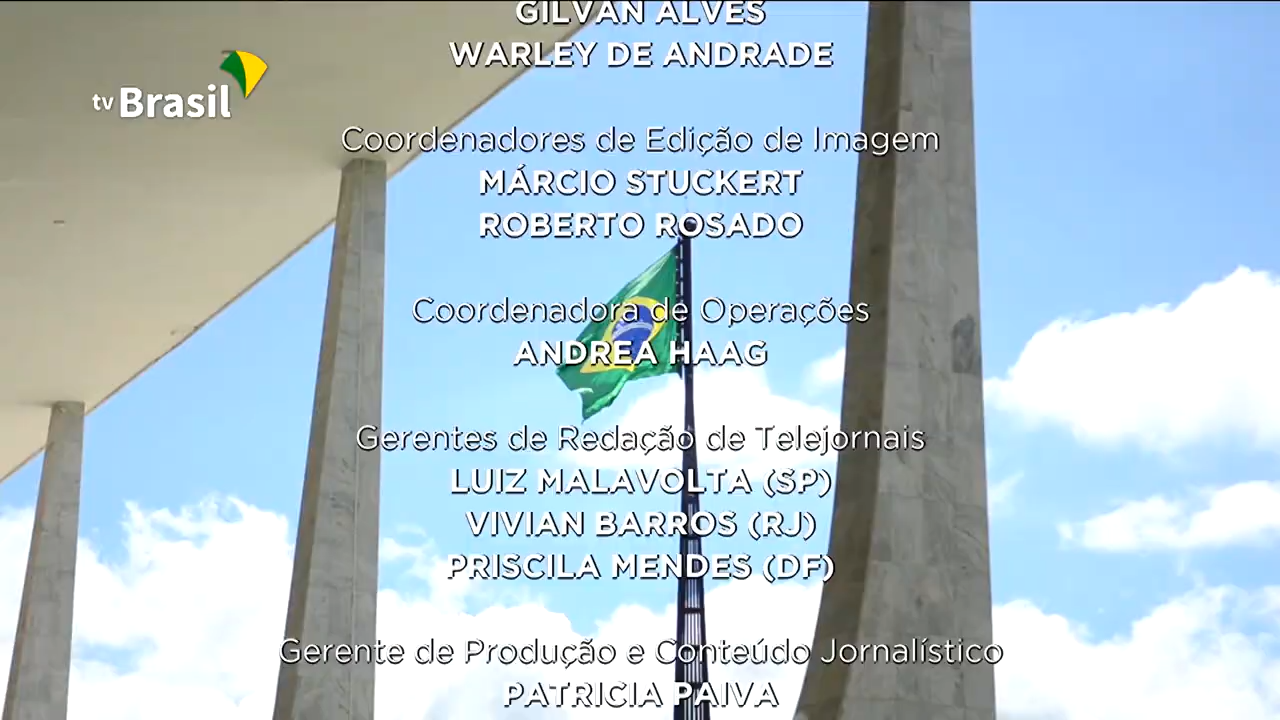 GILVAN ALVES
WARLEY DE ANDRADE
tv Brasil
Coordenadores de Edição de Imagem
MÁRCIO STUCKERT
ROBERTO ROSADO
Coordenadora de Operações
ANDREA HAAG
Gerentes de Redação de Telejornais
LUIZ MALAVOLTA (SP)
VIVIAN BARROS (RJ)
PRISCILA MENDES (DF)
Gerente de Produção e Conteúdo Jornalístico
PATRICIA PAIVA